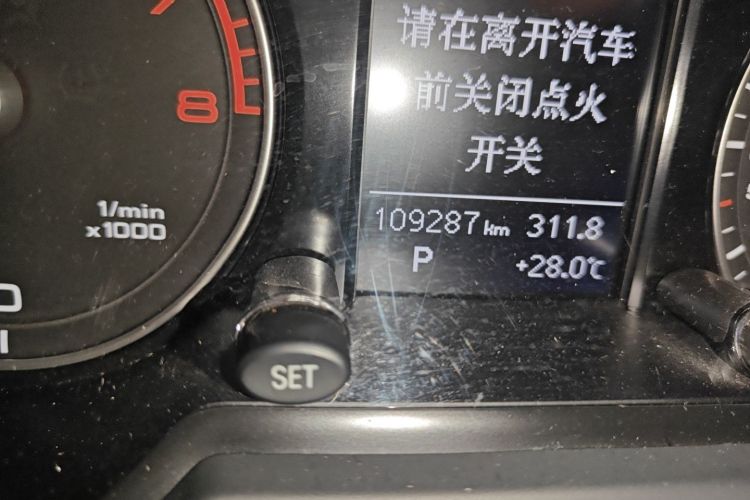 请在离开汽车
前关闭点火
开关
109287 km 311.8
P +28.0℃
8
1/min
x1000
SET